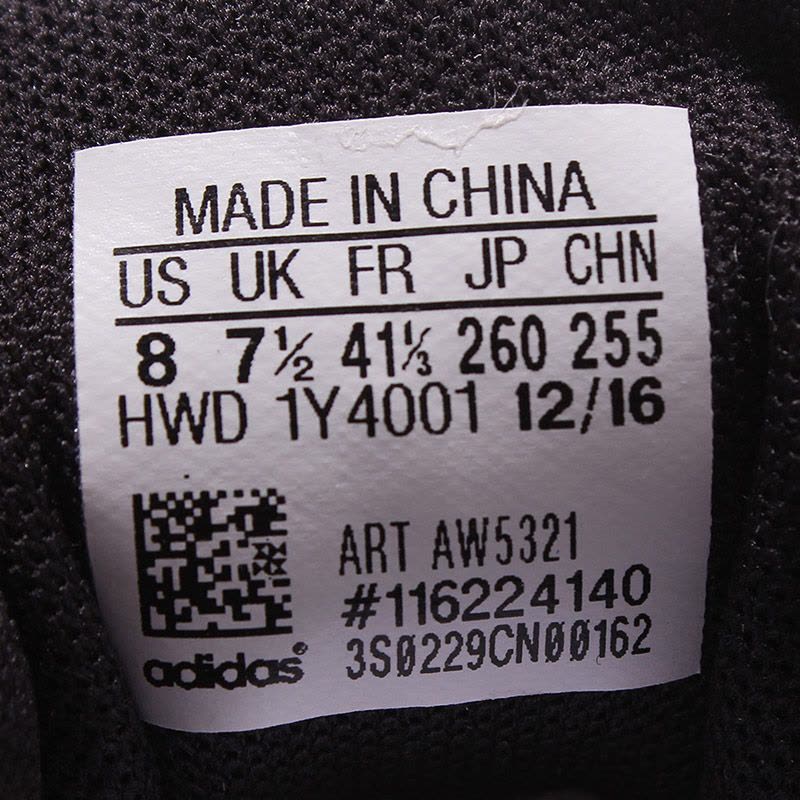 MADE IN CHINA
US UK FR JP CHN
8 7½ 41⅓ 260 255
HWD 1Y4001 12/16
ART AW5321
#116224140
adidas® 3S0229CN00162